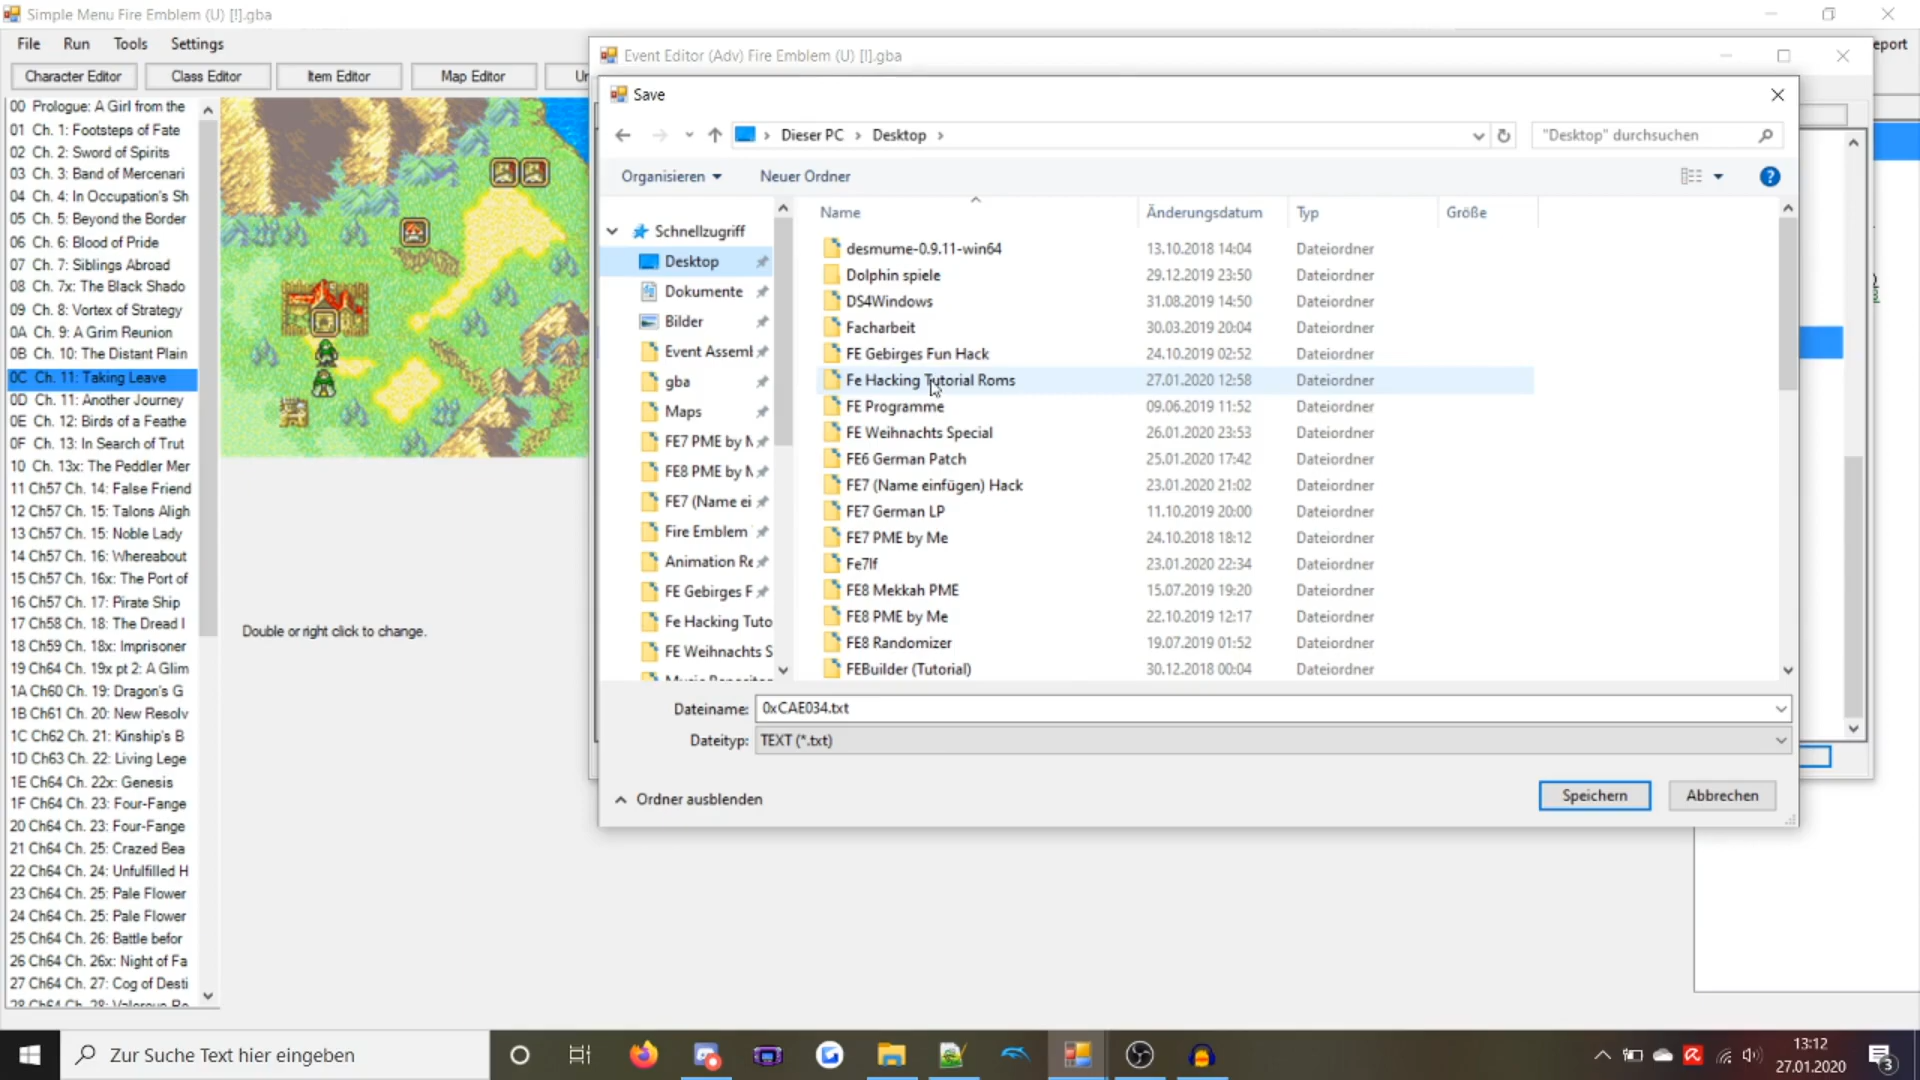 Simple Menu Fire Emblem (U) [!].gba
File Run Tools Settings
Character Editor Class Editor Item Editor Map Editor
00 Prologue: A Girl from the
01 Ch. 1: Footsteps of Fate
02 Ch. 2: Sword of Spirits
03 Ch. 3: Band of Mercenari
04 Ch. 4: In Occupation's Sh
05 Ch. 5: Beyond the Border
06 Ch. 6: Blood of Pride
07 Ch. 7: Siblings Abroad
08 Ch. 7x: The Black Shado
09 Ch. 8: Vortex of Strategy
0A Ch. 9: A Grim Reunion
0B Ch. 10: The Distant Plain
0C Ch. 11: Taking Leave
0D Ch. 11: Another Journey
0E Ch. 12: Birds of a Feathe
0F Ch. 13: In Search of Trut
10 Ch. 13x: The Peddler Mer
11 Ch57 Ch. 14: False Friend
12 Ch57 Ch. 15: Talons Aligh
13 Ch57 Ch. 15: Noble Lady
14 Ch57 Ch. 16: Whereabout
15 Ch57 Ch. 16x: The Port of
16 Ch57 Ch. 17: Pirate Ship
17 Ch58 Ch. 18: The Dread I
18 Ch59 Ch. 18x: Imprisoner
19 Ch64 Ch. 19x pt 2: A Glim
1A Ch60 Ch. 19: Dragon's G
1B Ch61 Ch. 20: New Resolv
1C Ch62 Ch. 21: Kinship's B
1D Ch63 Ch. 22: Living Lege
1E Ch64 Ch. 22x: Genesis
1F Ch64 Ch. 23: Four-Fange
20 Ch64 Ch. 23: Four-Fange
21 Ch64 Ch. 25: Crazed Bea
22 Ch64 Ch. 24: Unfulfilled H
23 Ch64 Ch. 25: Pale Flower
24 Ch64 Ch. 25: Pale Flower
25 Ch64 Ch. 26: Battle befor
26 Ch64 Ch. 26x: Night of Fa
27 Ch64 Ch. 27: Cog of Desti
Double or right click to change.
Event Editor (Adv) Fire Emblem (U) [!].gba
Save
Dieser PC › Desktop ›
"Desktop" durchsuchen
Organisieren Neuer Ordner
Schnellzugriff
Desktop
Dokumente
Bilder
Event Assembl
gba
Maps
FE7 PME by M
FE8 PME by M
FE7 (Name ei
Fire Emblem
Animation Re
FE Gebirges F
Fe Hacking Tuto
FE Weihnachts S
Name Änderungsdatum Typ Größe
desmume-0.9.11-win64 13.10.2018 14:04 Dateiordner
Dolphin spiele 29.12.2019 23:50 Dateiordner
DS4Windows 31.08.2019 14:50 Dateiordner
Facharbeit 30.03.2019 20:04 Dateiordner
FE Gebirges Fun Hack 24.10.2019 02:52 Dateiordner
Fe Hacking Tutorial Roms 27.01.2020 12:58 Dateiordner
FE Programme 09.06.2019 11:52 Dateiordner
FE Weihnachts Special 26.01.2020 23:53 Dateiordner
FE6 German Patch 25.01.2020 17:42 Dateiordner
FE7 (Name einfügen) Hack 23.01.2020 21:02 Dateiordner
FE7 German LP 11.10.2019 20:00 Dateiordner
FE7 PME by Me 24.10.2018 18:12 Dateiordner
Fe7If 23.01.2020 22:34 Dateiordner
FE8 Mekkah PME 15.07.2019 19:20 Dateiordner
FE8 PME by Me 22.10.2019 12:17 Dateiordner
FE8 Randomizer 19.07.2019 01:52 Dateiordner
FEBuilder (Tutorial) 30.12.2018 00:04 Dateiordner
Dateiname: 0xCAE034.txt
Dateityp: TEXT (*.txt)
Ordner ausblenden
Speichern Abbrechen
Zur Suche Text hier eingeben
13:12
27.01.2020
3